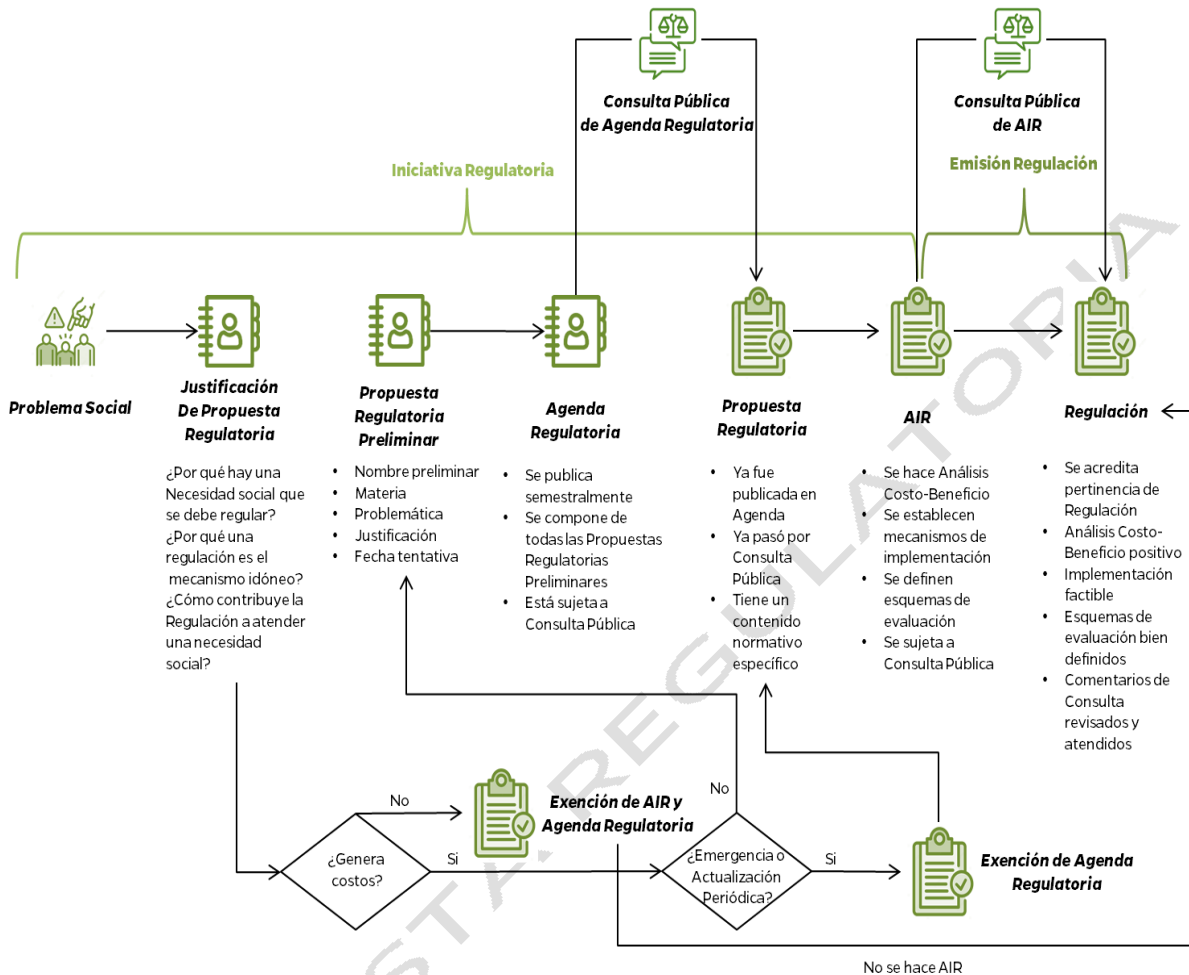 Consulta Pública
de Agenda Regulatoria
Consulta Pública
de AIR
Iniciativa Regulatoria
Emisión Regulación
Problema Social
Justificación
De Propuesta
Regulatoria
¿Por qué hay una
Necesidad social que
se debe regular?
¿Por qué una
regulación es el
mecanismo idóneo?
¿Cómo contribuye la
Regulación a atender
una necesidad
social?
Propuesta
Regulatoria
Preliminar
• Nombre preliminar
• Materia
• Problemática
• Justificación
• Fecha tentativa
Agenda
Regulatoria
• Se publica
semestralmente
• Se compone de
todas las Propuestas
Regulatorias
Preliminares
• Está sujeta a
Consulta Pública
Propuesta
Regulatoria
• Ya fue
publicada en
Agenda
• Ya pasó por
Consulta
Pública
• Tiene un
contenido
normativo
específico
AIR
• Se hace Análisis
Costo-Beneficio
• Se establecen
mecanismos de
implementación
• Se definen
esquemas de
evaluación
• Se sujeta a
Consulta Pública
Regulación
• Se acredita
pertinencia de
Regulación
• Análisis Costo-
Beneficio positivo
• Implementación
factible
• Esquemas de
evaluación bien
definidos
• Comentarios de
Consulta
revisados y
atendidos
¿Genera
costos?
No
Exención de AIR y
Agenda Regulatoria
Si
¿Emergencia o
Actualización
Periódica?
No
Si
Exención de Agenda
Regulatoria
No se hace AIR
STA. REGULATORIA